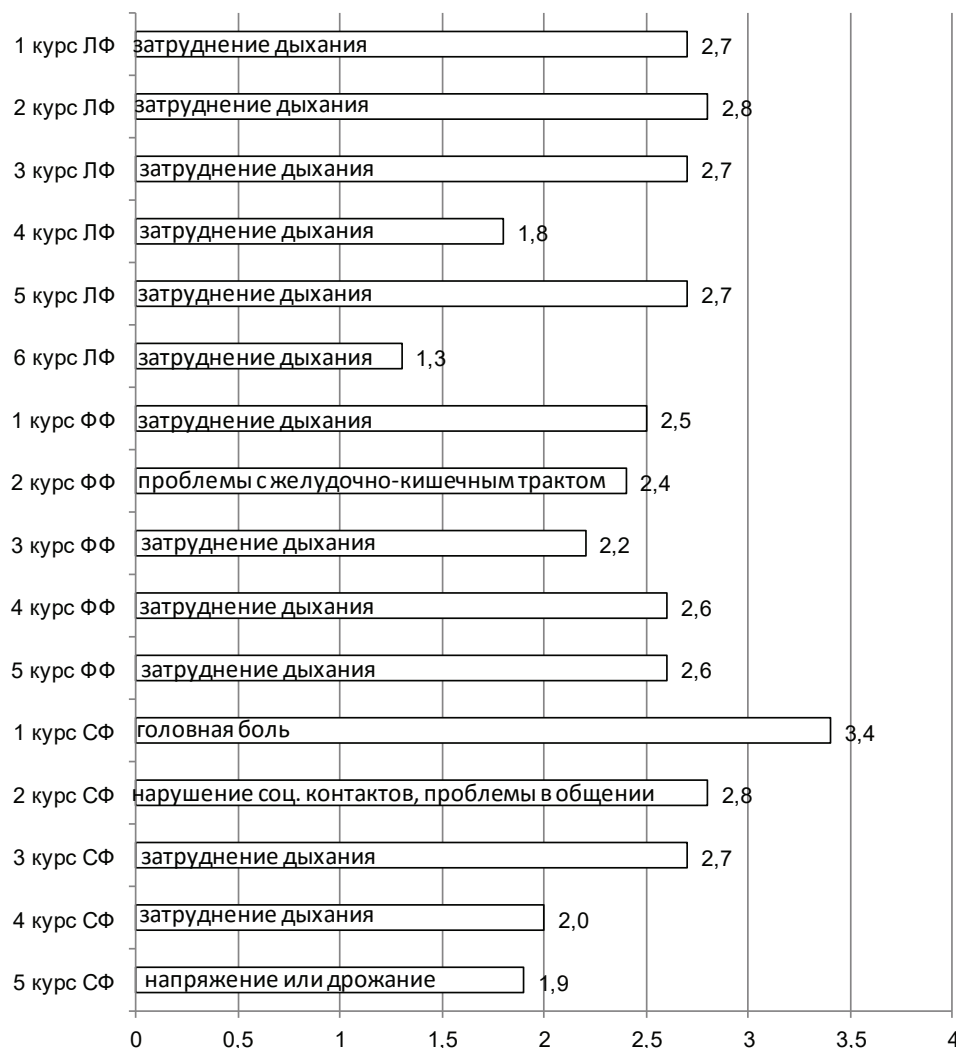 1 курс ЛФ затруднение дыхания 2,7
2 курс ЛФ затруднение дыхания 2,8
3 курс ЛФ затруднение дыхания 2,7
4 курс ЛФ затруднение дыхания 1,8
5 курс ЛФ затруднение дыхания 2,7
6 курс ЛФ затруднение дыхания 1,3
1 курс ФФ затруднение дыхания 2,5
2 курс ФФ проблемы с желудочно-кишечным трактом 2,4
3 курс ФФ затруднение дыхания 2,2
4 курс ФФ затруднение дыхания 2,6
5 курс ФФ затруднение дыхания 2,6
1 курс СФ головная боль 3,4
2 курс СФ нарушение соц. контактов, проблемы в общении 2,8
3 курс СФ затруднение дыхания 2,7
4 курс СФ затруднение дыхания 2,0
5 курс СФ напряжение или дрожание 1,9
0 0,5 1 1,5 2 2,5 3 3,5 4